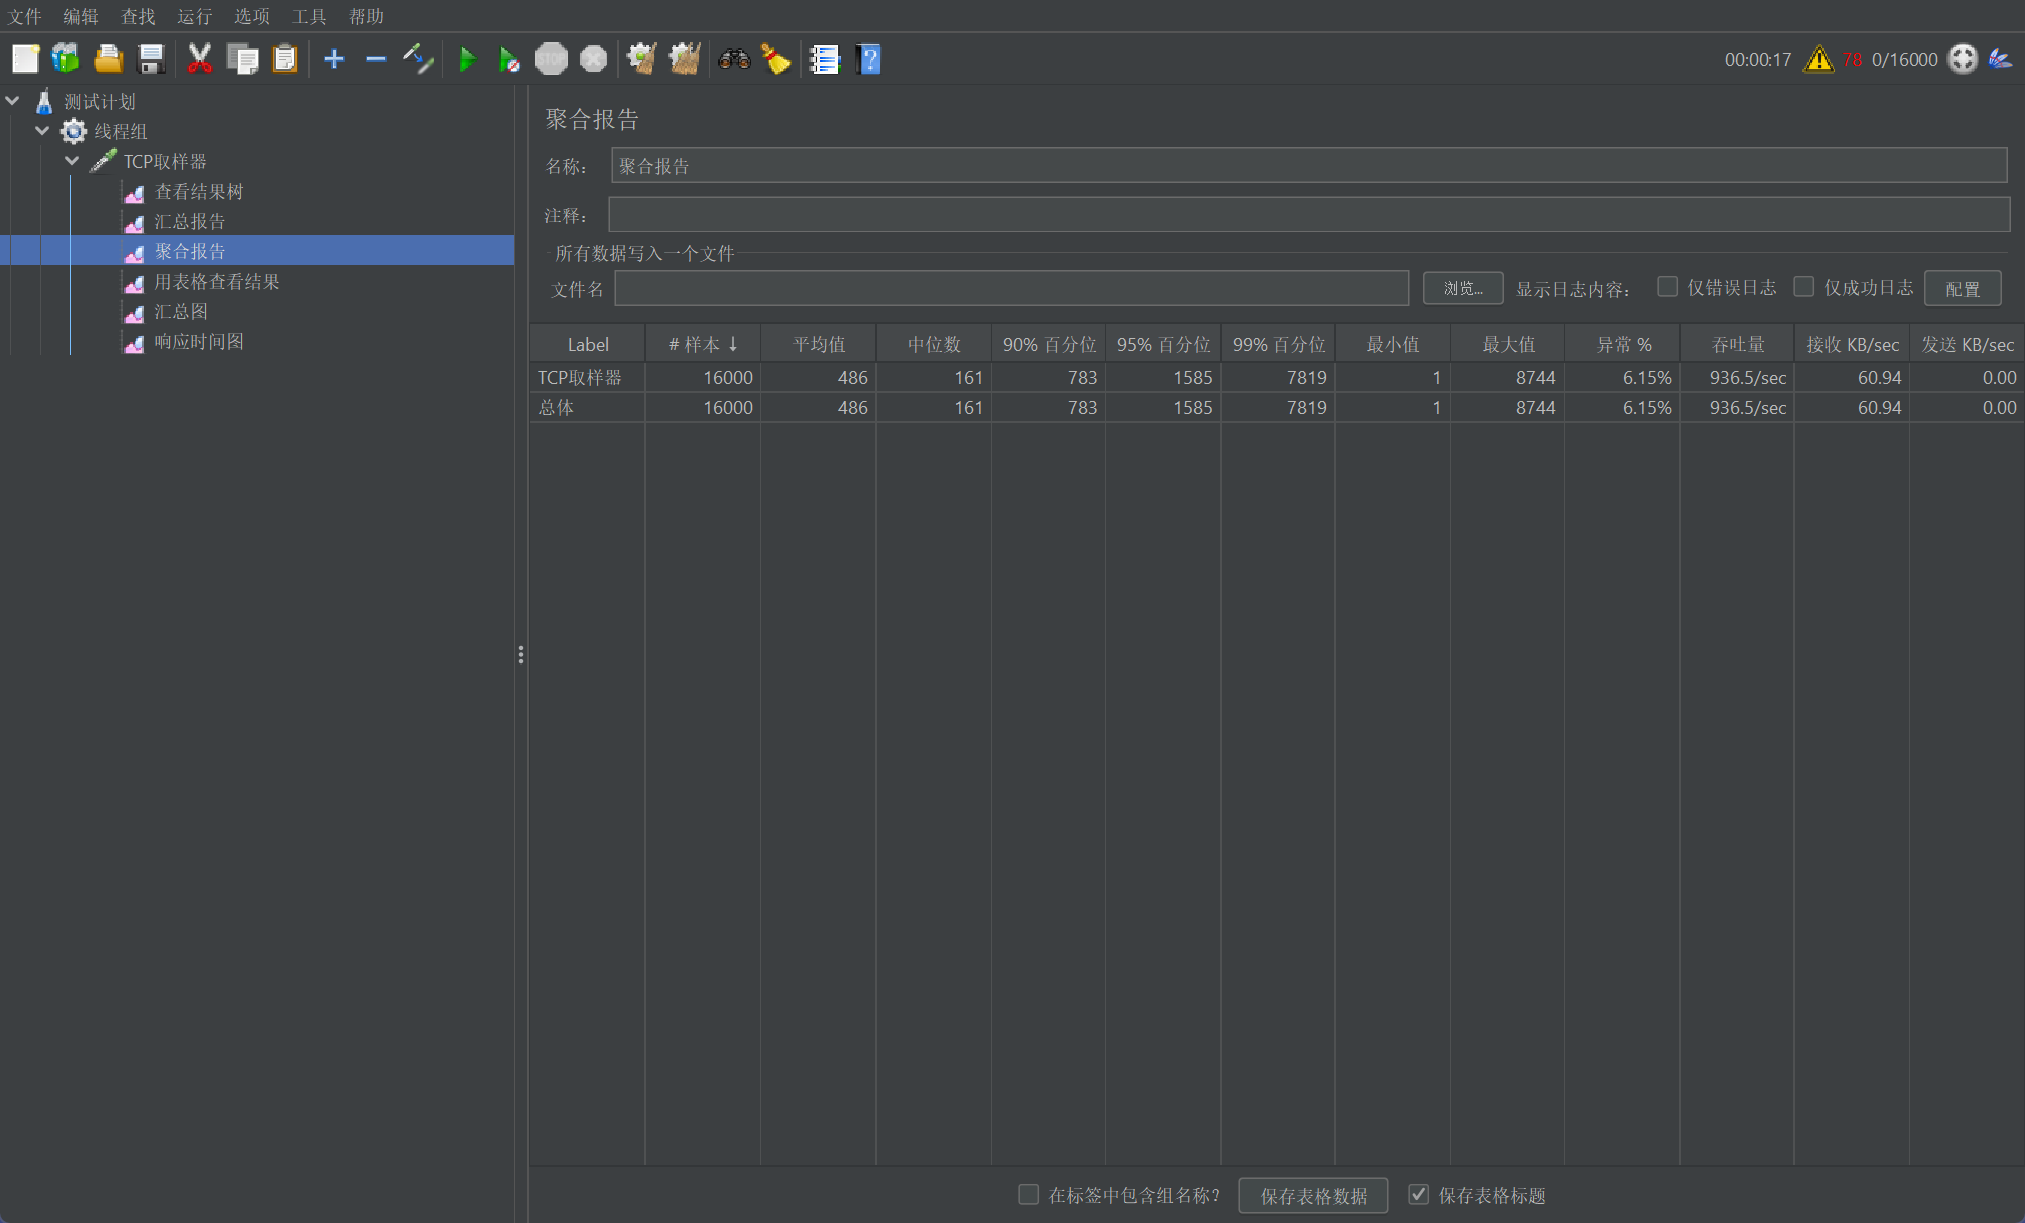 文件 编辑 查找 运行 选项 工具 帮助
STOP
00:00:17 78 0/16000
测试计划
线程组
TCP取样器
查看结果树
汇总报告
聚合报告
用表格查看结果
汇总图
响应时间图
聚合报告
名称： 聚合报告
注释：
所有数据写入一个文件
文件名 浏览... 显示日志内容： 仅错误日志 仅成功日志 配置
Label # 样本 ↓ 平均值 中位数 90% 百分位 95% 百分位 99% 百分位 最小值 最大值 异常 % 吞吐量 接收 KB/sec 发送 KB/sec
TCP取样器 16000 486 161 783 1585 7819 1 8744 6.15% 936.5/sec 60.94 0.00
总体 16000 486 161 783 1585 7819 1 8744 6.15% 936.5/sec 60.94 0.00
在标签中包含组名称? 保存表格数据 保存表格标题